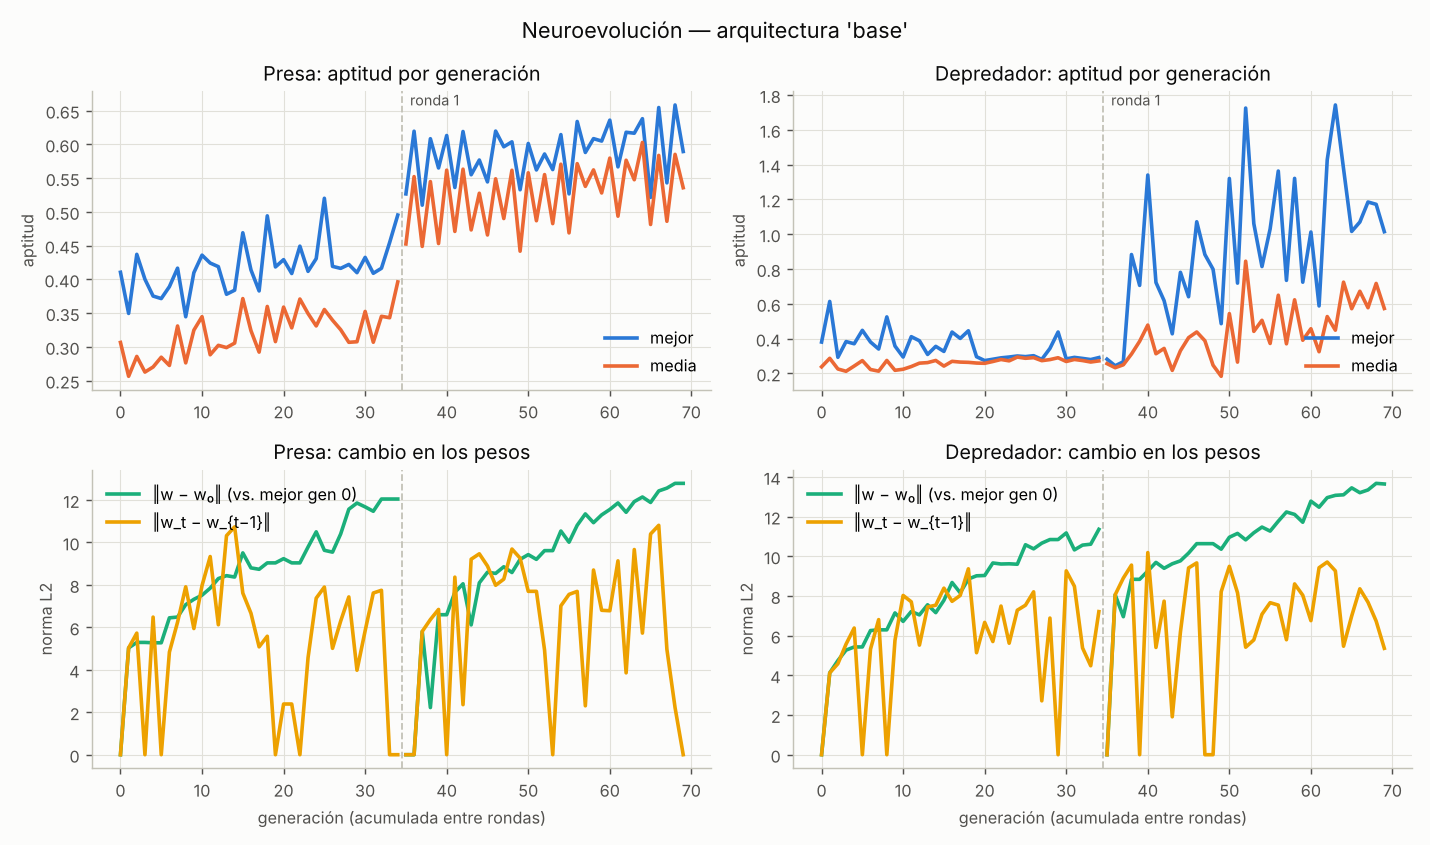 Neuroevolución — arquitectura 'base'
Presa: aptitud por generación
ronda 1
aptitud
0.65
0.60
0.55
0.50
0.45
0.40
0.35
0.30
0.25
0 10 20 30 40 50 60 70
mejor
media
Depredador: aptitud por generación
ronda 1
aptitud
1.8
1.6
1.4
1.2
1.0
0.8
0.6
0.4
0.2
0 10 20 30 40 50 60 70
mejor
media
Presa: cambio en los pesos
‖w − w₀‖ (vs. mejor gen 0)
‖w_t − w_{t−1}‖
norma L2
12
10
8
6
4
2
0
0 10 20 30 40 50 60 70
generación (acumulada entre rondas)
Depredador: cambio en los pesos
‖w − w₀‖ (vs. mejor gen 0)
‖w_t − w_{t−1}‖
norma L2
14
12
10
8
6
4
2
0
0 10 20 30 40 50 60 70
generación (acumulada entre rondas)